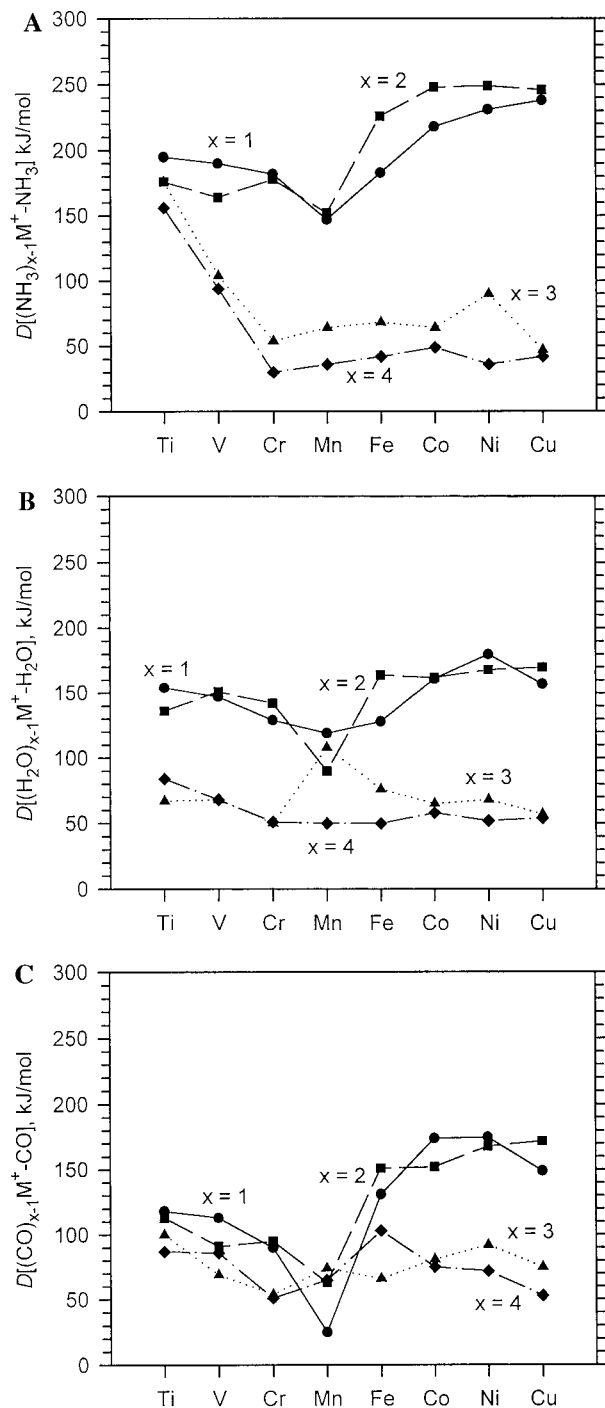 A
300
250
200
150
100
50
0
D[(NH3)x-1M+-NH3] kJ/mol
x = 1
x = 2
x = 3
x = 4
Ti V Cr Mn Fe Co Ni Cu
B
300
250
200
150
100
50
0
D[(H2O)x-1M+-H2O], kJ/mol
x = 1
x = 2
x = 3
x = 4
Ti V Cr Mn Fe Co Ni Cu
C
300
250
200
150
100
50
0
D[(CO)x-1M+-CO], kJ/mol
x = 1
x = 2
x = 3
x = 4
Ti V Cr Mn Fe Co Ni Cu